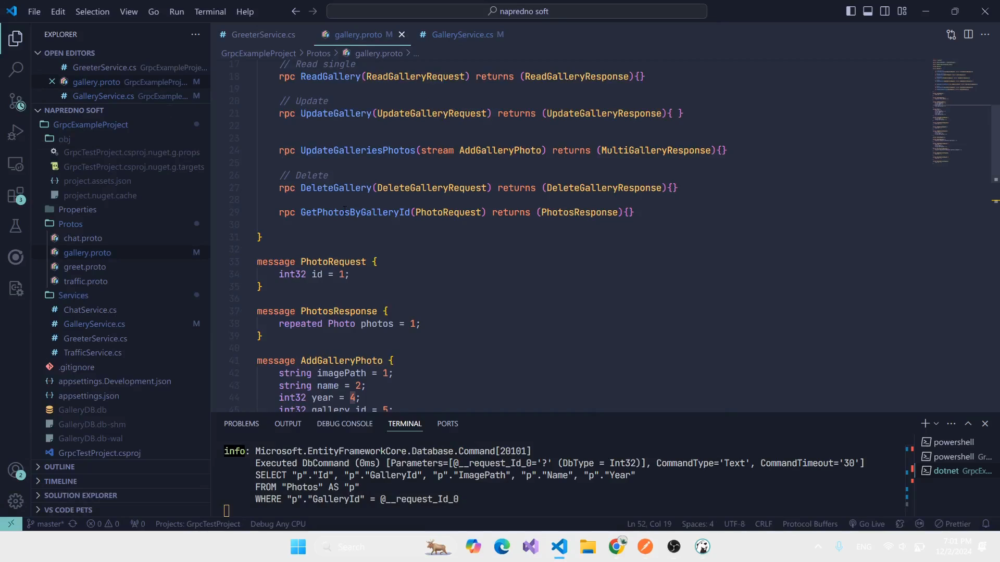 File Edit Selection View Go Run Terminal Help
napredno soft
EXPLORER
OPEN EDITORS
GreeterService.cs GrpcExampleProje...
gallery.proto GrpcExampleProj... M
GalleryService.cs GrpcExample... M
NAPREDNO SOFT
GrpcExampleProject
obj
GrpcTestProject.csproj.nuget.g.props
GrpcTestProject.csproj.nuget.g.targets
project.assets.json
project.nuget.cache
Properties
Protos
chat.proto
gallery.proto M
greet.proto
traffic.proto
Services
ChatService.cs
GalleryService.cs M
GreeterService.cs
TrafficService.cs
.gitignore
appsettings.Development.json
appsettings.json
GalleryDB.db
GalleryDB.db-shm
GalleryDB.db-wal
GrpcTestProject.csproj
OUTLINE
TIMELINE
SOLUTION EXPLORER
VS CODE PETS
3
2
GreeterService.cs gallery.proto M GalleryService.cs M
GrpcExampleProject > Protos > gallery.proto > ...
17 // Read single
18 rpc ReadGallery(ReadGalleryRequest) returns (ReadGalleryResponse){}
19
20 // Update
21 rpc UpdateGallery(UpdateGalleryRequest) returns (UpdateGalleryResponse){ }
22
23
24 rpc UpdateGalleriesPhotos(stream AddGalleryPhoto) returns (MultiGalleryResponse){}
25
26 // Delete
27 rpc DeleteGallery(DeleteGalleryRequest) returns (DeleteGalleryResponse){}
28
29 rpc GetPhotosByGalleryId(PhotoRequest) returns (PhotosResponse){}
30
31 }
32
33 message PhotoRequest {
34 int32 id = 1;
35 }
36
37 message PhotosResponse {
38 repeated Photo photos = 1;
39 }
40
41 message AddGalleryPhoto {
42 string imagePath = 1;
43 string name = 2;
44 int32 year = 4;
45 int32 gallery_id = 5;
PROBLEMS OUTPUT DEBUG CONSOLE TERMINAL PORTS
info: Microsoft.EntityFrameworkCore.Database.Command[20101]
Executed DbCommand (0ms) [Parameters=[@__request_Id_0='?' (DbType = Int32)], CommandType='Text', CommandTimeout='30']
SELECT "p"."Id", "p"."GalleryId", "p"."ImagePath", "p"."Name", "p"."Year"
FROM "Photos" AS "p"
WHERE "p"."GalleryId" = @__request_Id_0
powershell
powershell Gr...
dotnet GrpcEx...
master* 0 0 0 Projects: GrpcTestProject Debug Any CPU
Ln 52, Col 19 Spaces: 4 UTF-8 CRLF Protocol Buffers Go Live Prettier
Search
ENG
7:01 PM
12/2/2024